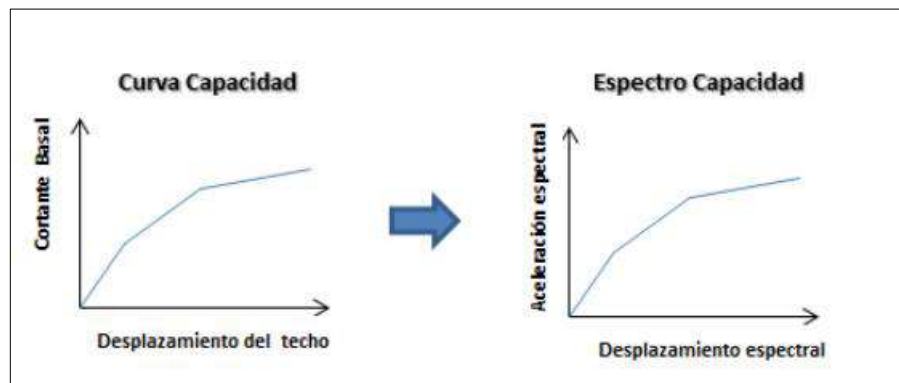 Curva Capacidad
Cortante Basal
Desplazamiento del techo
Espectro Capacidad
Aceleración espectral
Desplazamiento espectral